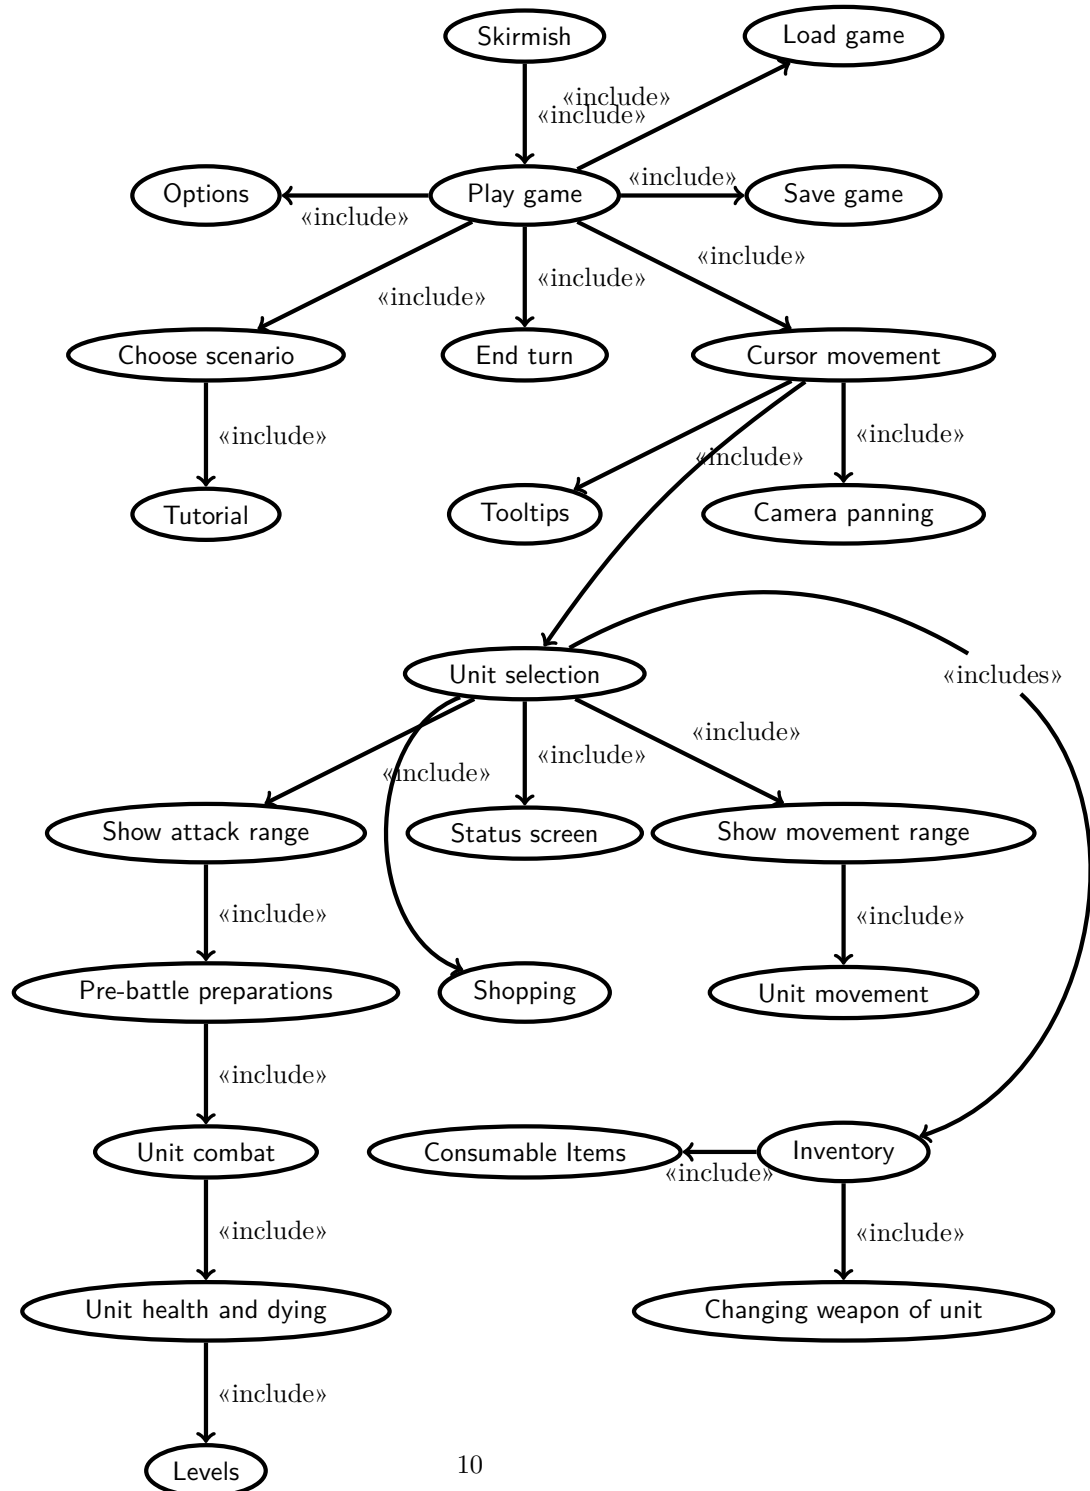 Skirmish
Load game
«include»
«include»
Options
Play game
«include»
Save game
«include»
«include»
«include»
«include»
Choose scenario
End turn
Cursor movement
«include»
«include»
«include»
Tutorial
Tooltips
Camera panning
Unit selection
«includes»
«include»
«include»
«include»
Show attack range
Status screen
Show movement range
«include»
«include»
Pre-battle preparations
Shopping
Unit movement
«include»
Unit combat
Consumable Items
Inventory
«include»
«include»
«include»
Unit health and dying
Changing weapon of unit
«include»
Levels
10